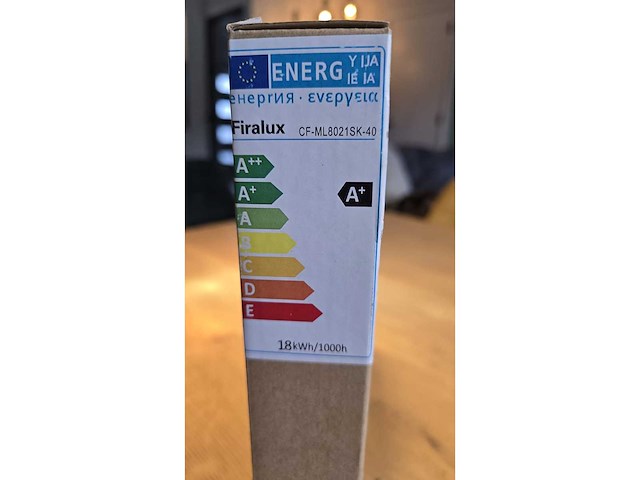 ENERG Y IJA
IE IA
енергия · ενεργεια
Firalux CF-ML8021SK-40
A++
A+ A+
A
B
C
D
E
18kWh/1000h